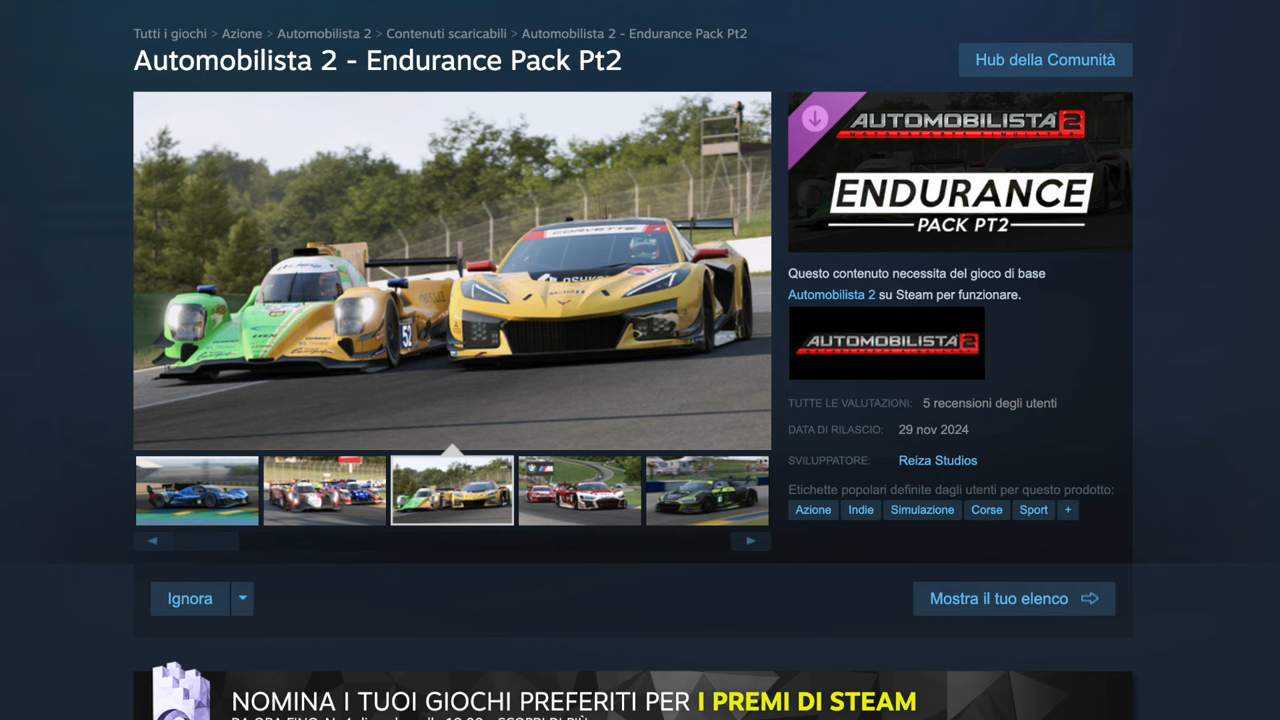 Tutti i giochi > Azione > Automobilista 2 > Contenuti scaricabili > Automobilista 2 - Endurance Pack Pt2
Automobilista 2 - Endurance Pack Pt2
Hub della Comunità
CORVETTE
52
AUTOMOBILISTA 2
ENDURANCE
PACK PT2
Questo contenuto necessita del gioco di base
Automobilista 2 su Steam per funzionare.
AUTOMOBILISTA 2
TUTTE LE VALUTAZIONI: 5 recensioni degli utenti
DATA DI RILASCIO: 29 nov 2024
SVILUPPATORE: Reiza Studios
Etichette popolari definite dagli utenti per questo prodotto:
Azione Indie Simulazione Corse Sport +
Ignora
Mostra il tuo elenco
NOMINA I TUOI GIOCHI PREFERITI PER I PREMI DI STEAM